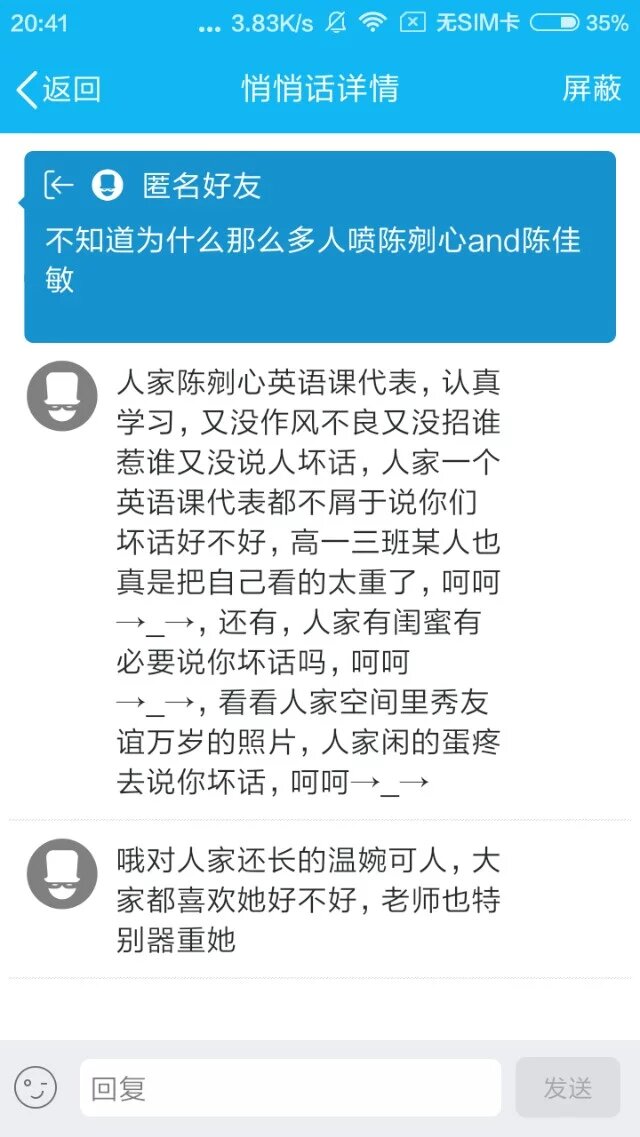 20:41 ... 3.83K/s 无SIM卡 35%
返回 悄悄话详情 屏蔽
匿名好友
不知道为什么那么多人喷陈剜心and陈佳
敏
人家陈剜心英语课代表，认真
学习，又没作风不良又没招谁
惹谁又没说人坏话，人家一个
英语课代表都不屑于说你们
坏话好不好，高一三班某人也
真是把自己看的太重了，呵呵
→_→，还有，人家有闺蜜有
必要说你坏话吗，呵呵
→_→，看看人家空间里秀友
谊万岁的照片，人家闲的蛋疼
去说你坏话，呵呵→_→
哦对人家还长的温婉可人，大
家都喜欢她好不好，老师也特
别器重她
回复 发送